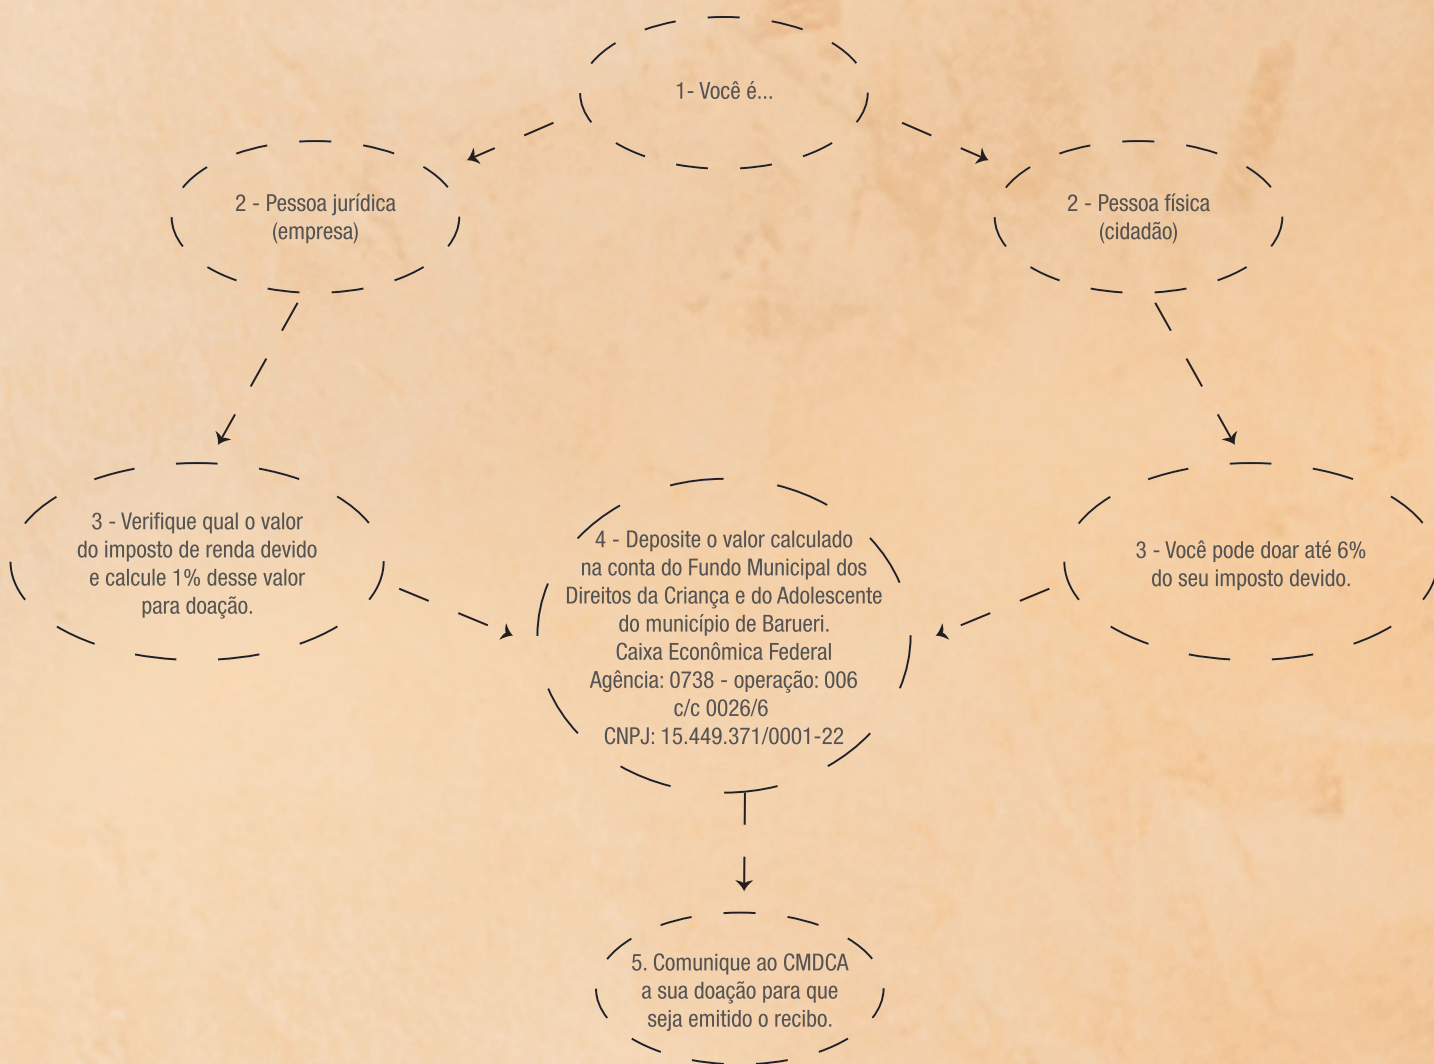 1- Você é...
2 - Pessoa jurídica
(empresa)
2 - Pessoa física
(cidadão)
3 - Verifique qual o valor
do imposto de renda devido
e calcule 1% desse valor
para doação.
3 - Você pode doar até 6%
do seu imposto devido.
4 - Deposite o valor calculado
na conta do Fundo Municipal dos
Direitos da Criança e do Adolescente
do município de Barueri.
Caixa Econômica Federal
Agência: 0738 - operação: 006
c/c 0026/6
CNPJ: 15.449.371/0001-22
5. Comunique ao CMDCA
a sua doação para que
seja emitido o recibo.